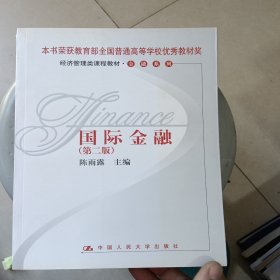 本书荣获教育部全国普通高等学校优秀教材奖
经济管理类课程教材·金融系列
Finance
国际金融
(第二版)
陈雨露 主编
中国人民大学出版社